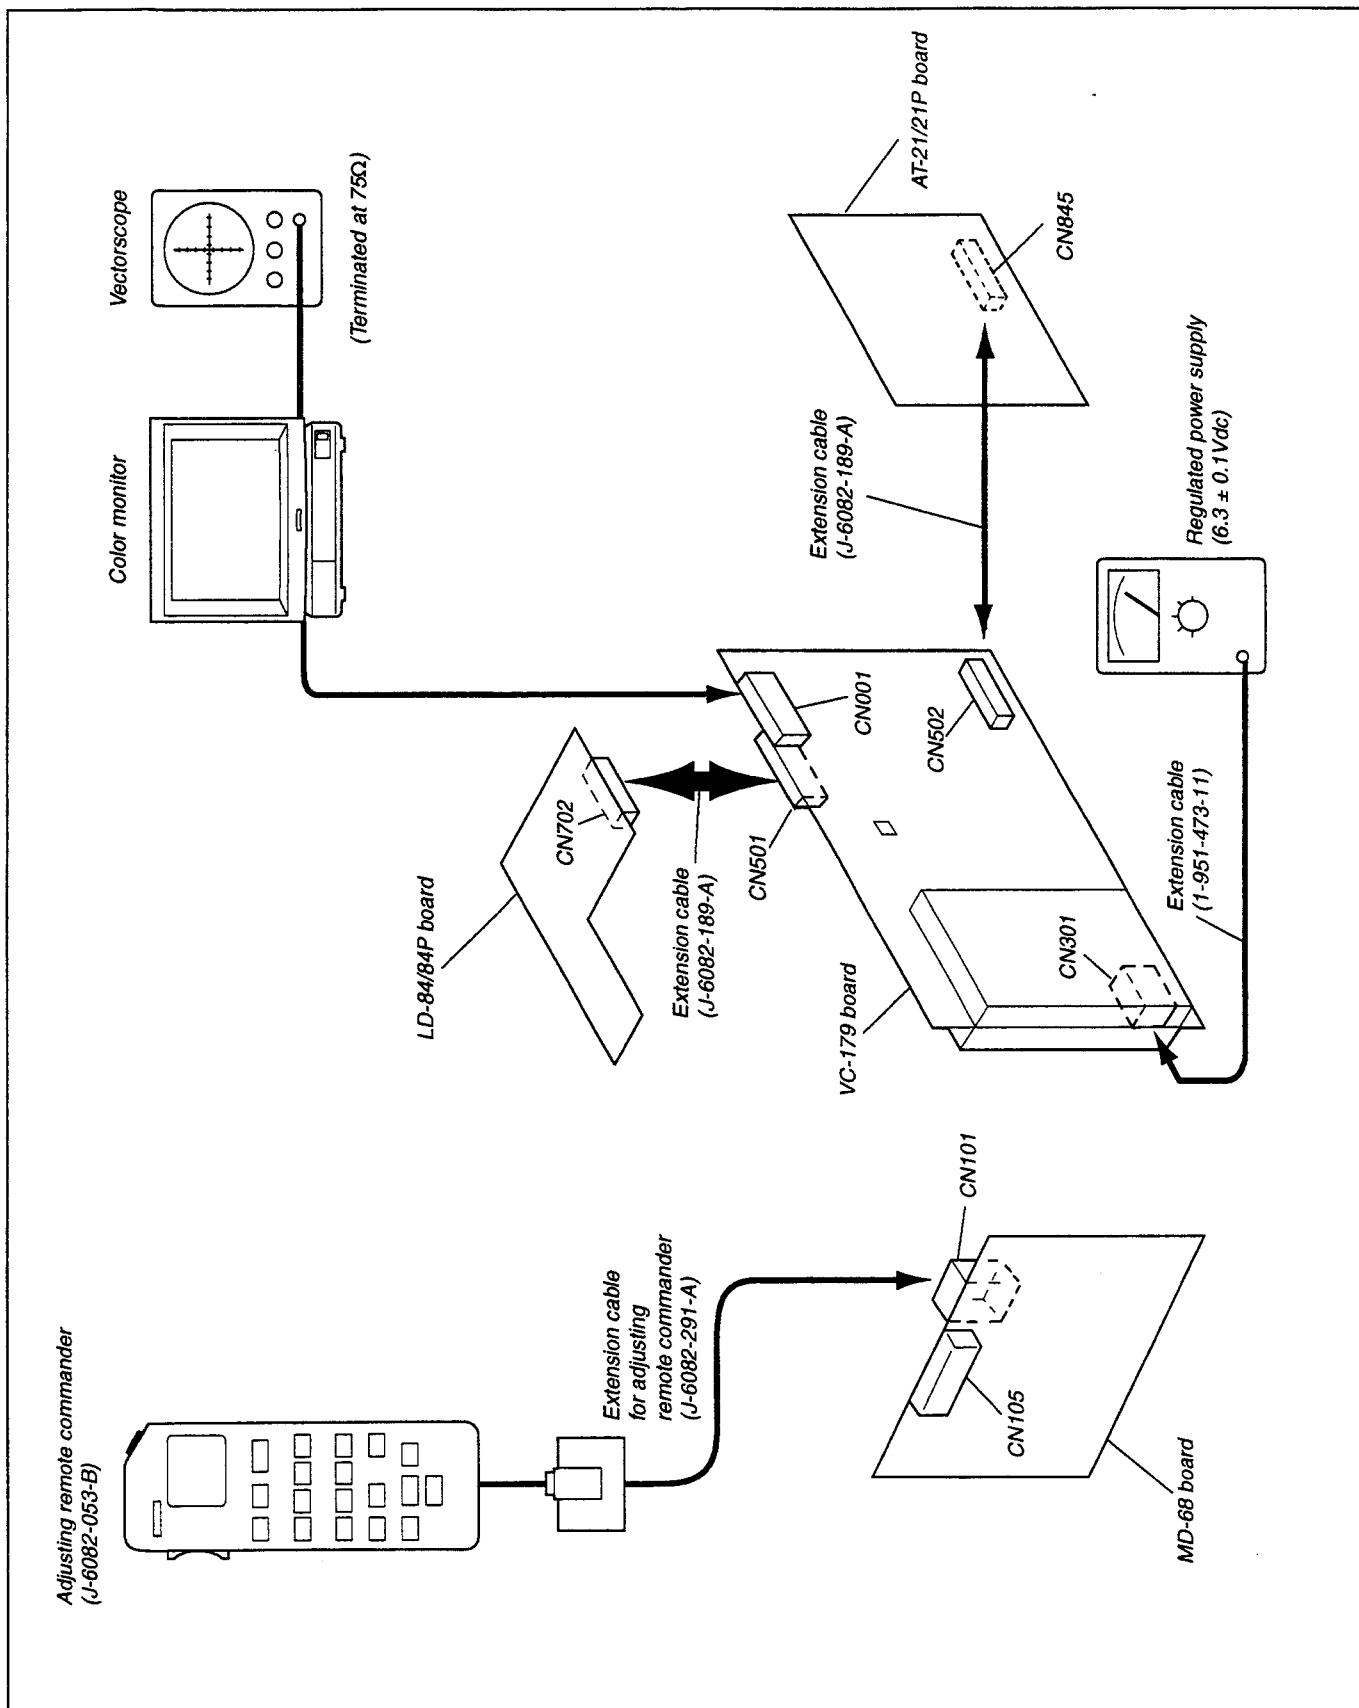 Vectorscope
(Terminated at 75Ω)
Color monitor
AT-21/21P board
CN845
Extension cable
(J-6082-189-A)
Regulated power supply
(6.3 ± 0.1Vdc)
CN001
CN502
CN702
CN501
LD-84/84P board
Extension cable
(J-6082-189-A)
VC-179 board
CN301
Extension cable
(1-951-473-11)
Adjusting remote commander
(J-6082-053-B)
Extension cable
for adjusting
remote commander
(J-6082-291-A)
CN101
CN105
MD-68 board